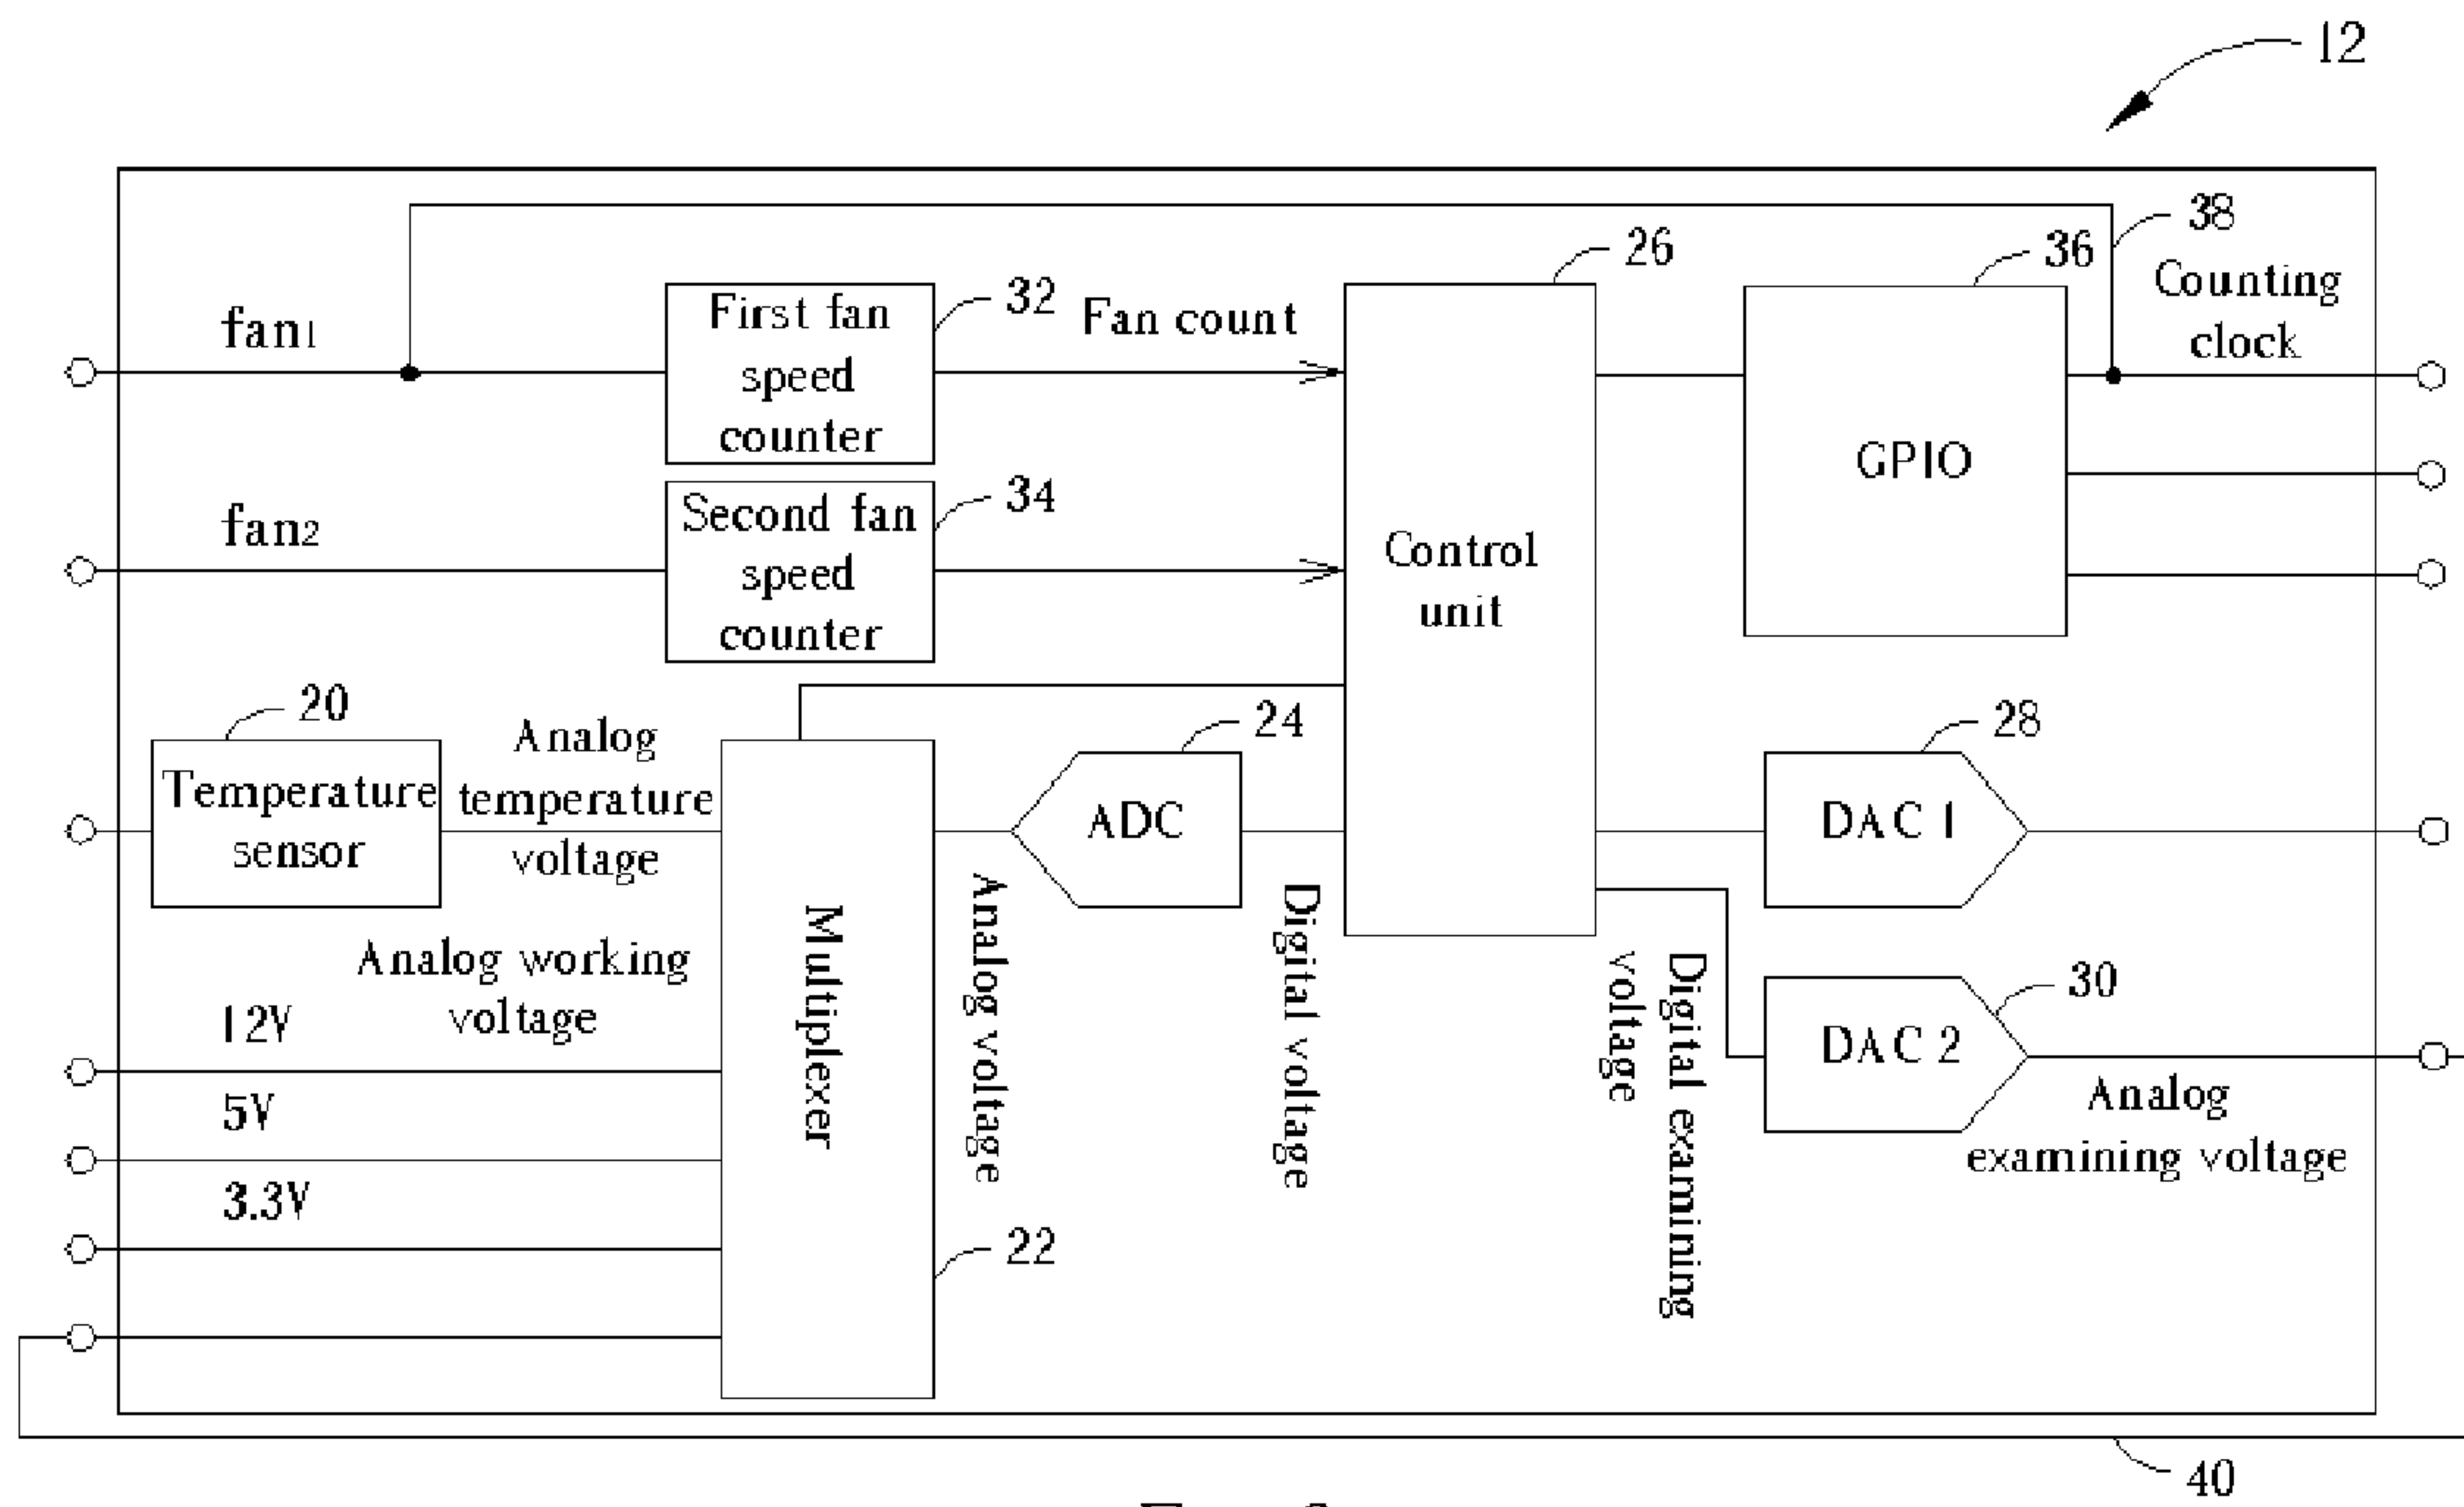 12
38
Counting
clock
26
36
fan1
First fan
speed
counter
32
Fan count
GPIO
fan2
Second fan
speed
counter
34
Control
unit
20
Temperature
sensor
Analog
temperature
voltage
24
ADC
28
DAC 1
Multiplexer
Analog voltage
Digital voltage
Digital examining
voltage
30
DAC 2
Analog
examining voltage
Analog working
voltage
12V
5V
3.3V
22
40